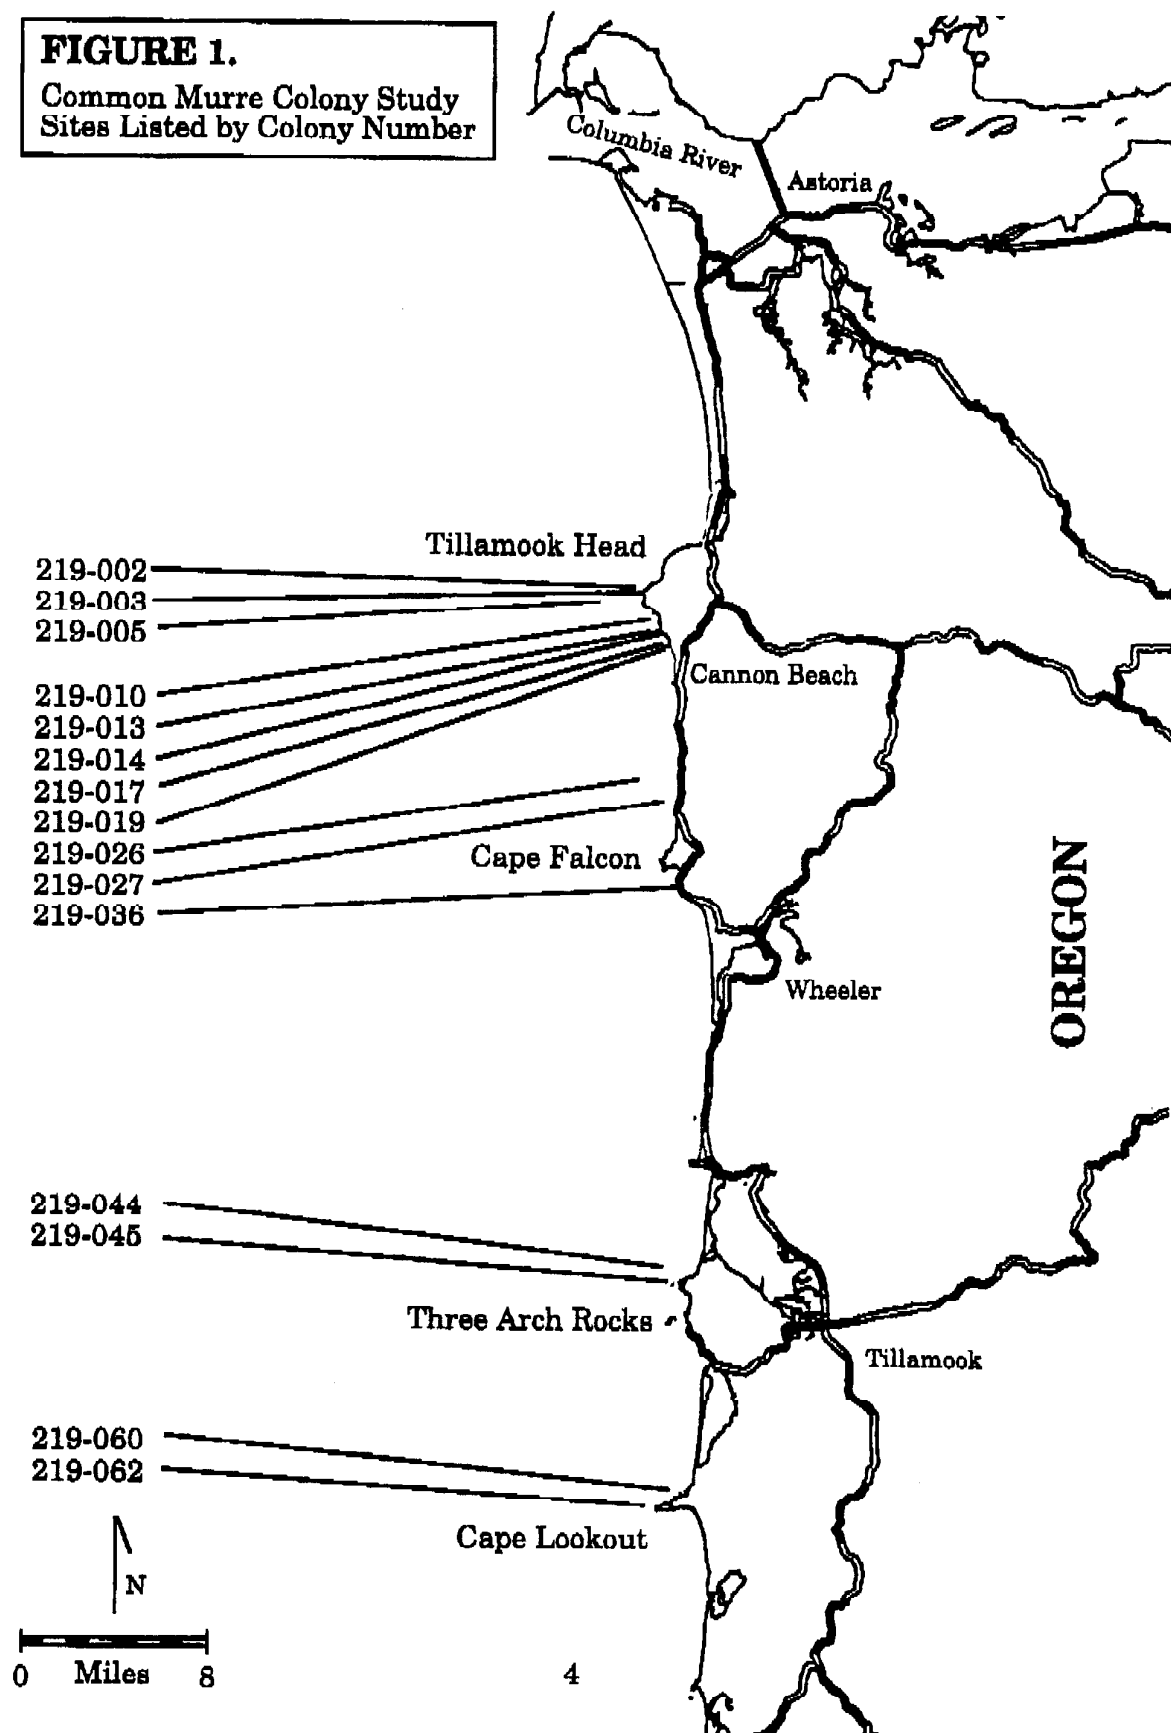 FIGURE 1.
Common Murre Colony Study
Sites Listed by Colony Number
Columbia River
Astoria
Tillamook Head
219-002
219-003
219-005
219-010
219-013
219-014
219-017
219-019
219-026
219-027
219-036
Cannon Beach
Cape Falcon
OREGON
Wheeler
219-044
219-045
Three Arch Rocks
Tillamook
219-060
219-062
Cape Lookout
N
0 Miles 8
4